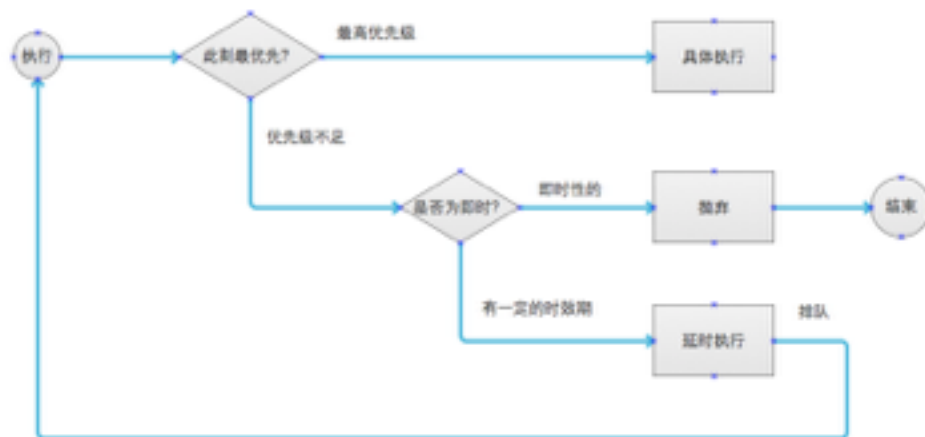 最高优先级
执行
此刻最优先?
具体执行
优先级不足
即时性的
是否为即时?
抛弃
结束
有一定的时效期
排队
延时执行